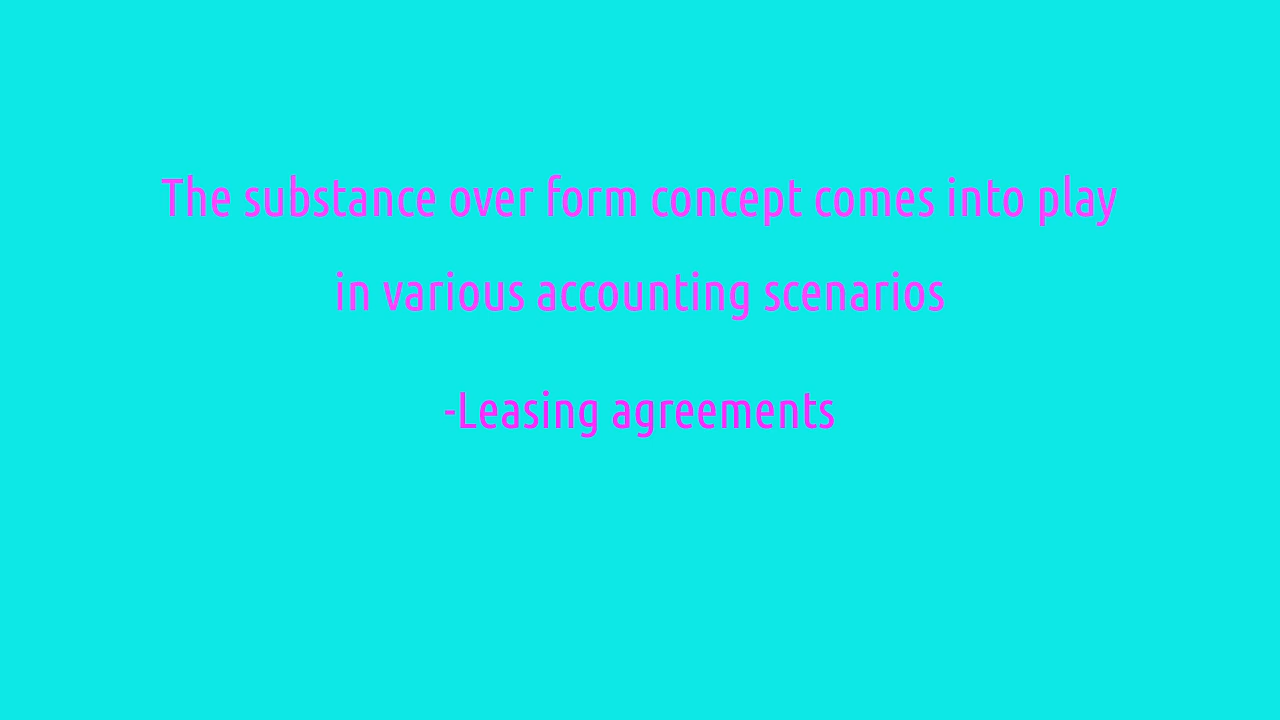 The substance over form concept comes into play
in various accounting scenarios
-Leasing agreements